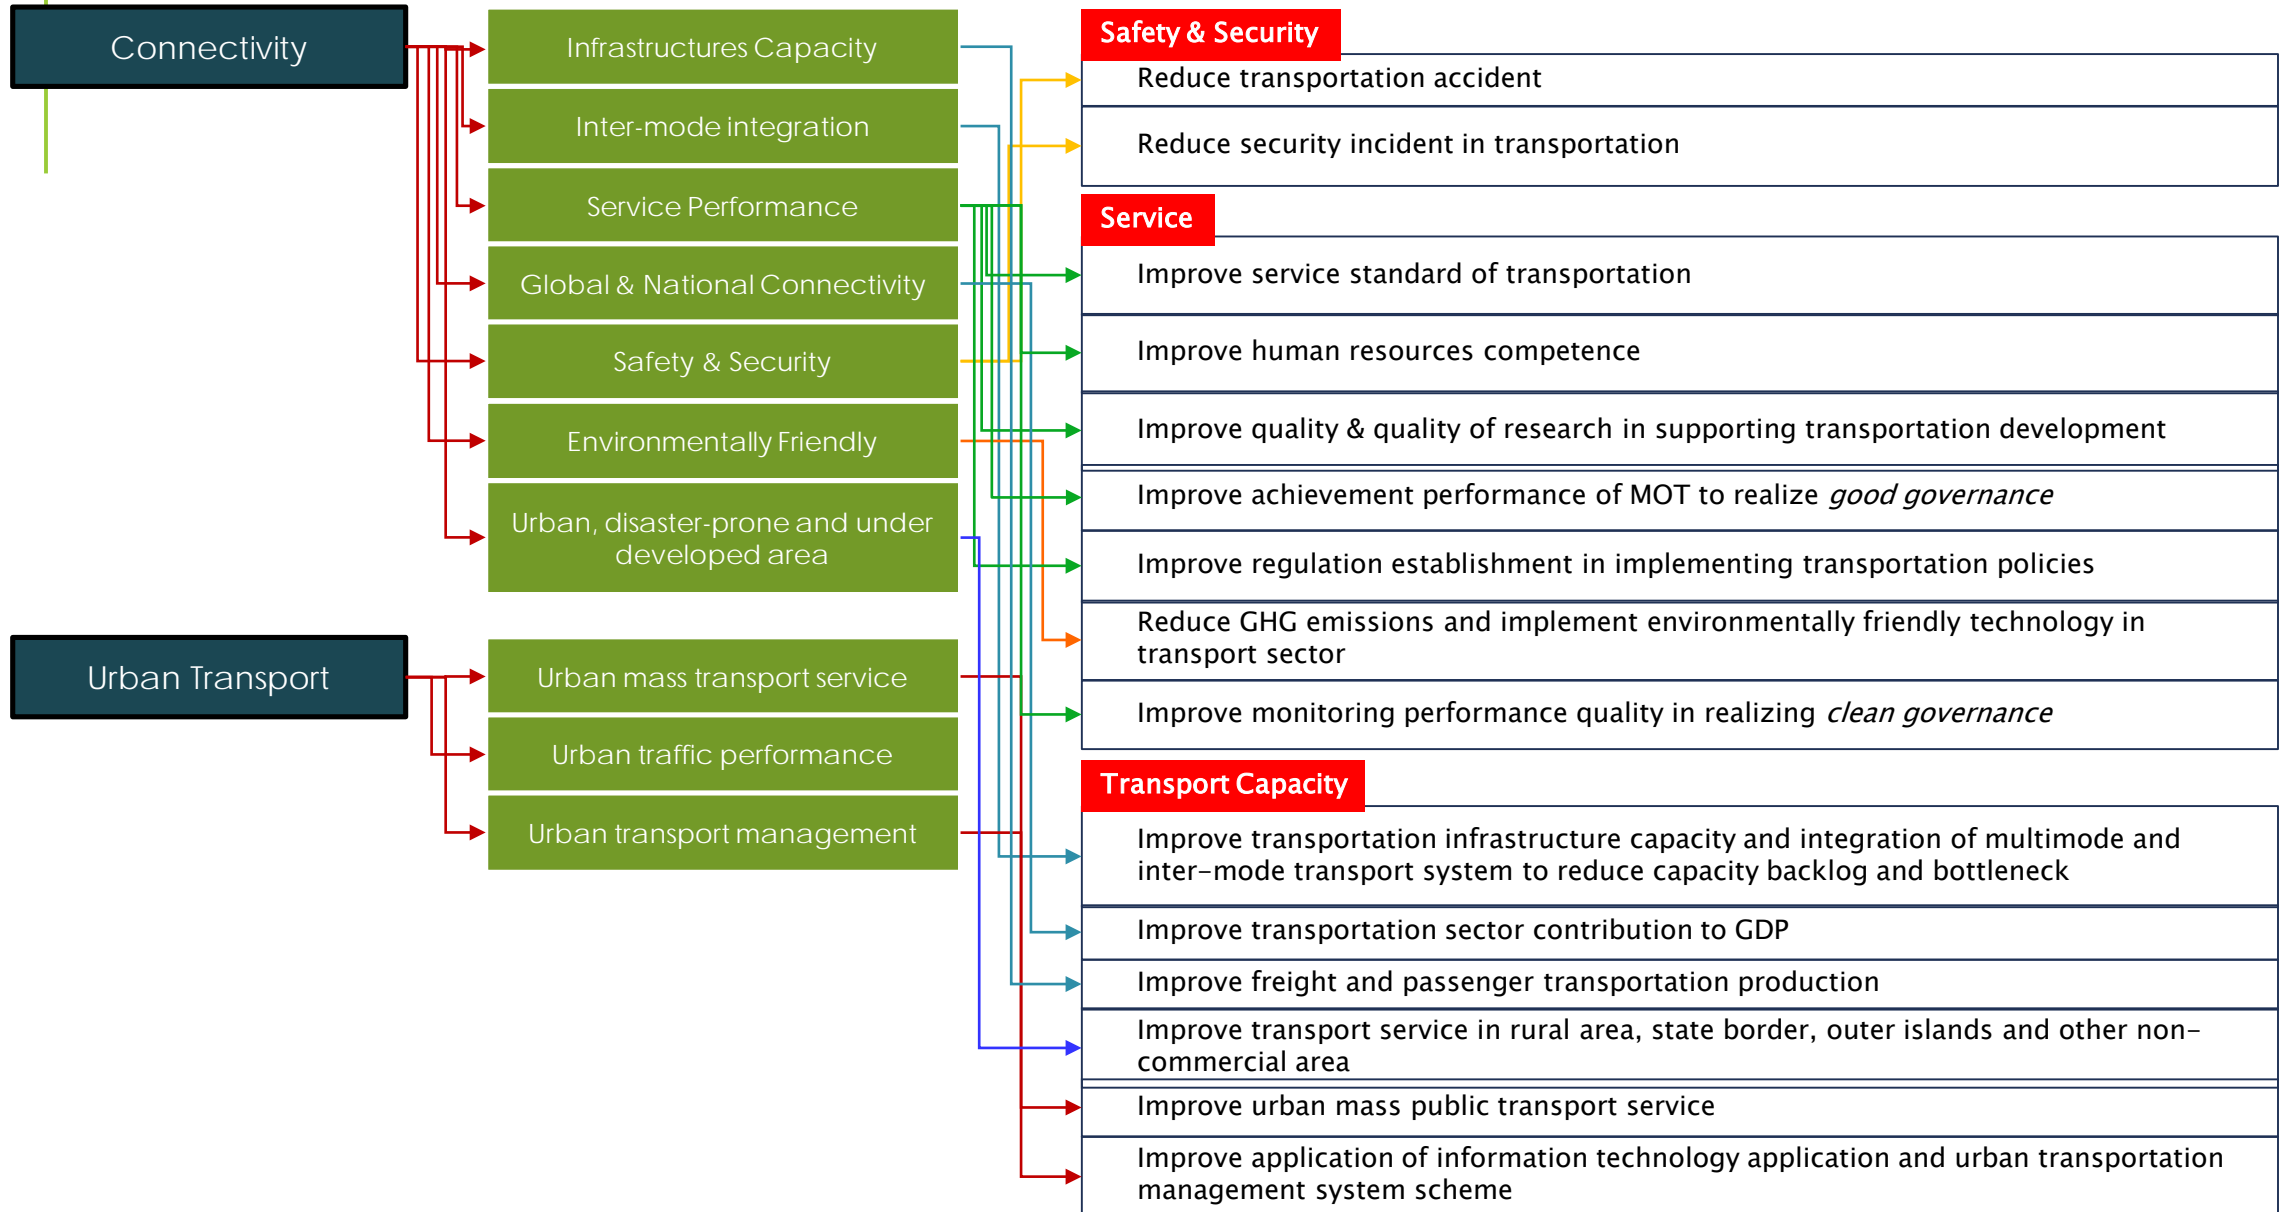 Connectivity
Infrastructures Capacity
Inter-mode integration
Service Performance
Global & National Connectivity
Safety & Security
Environmentally Friendly
Urban, disaster-prone and under
developed area
Urban Transport
Urban mass transport service
Urban traffic performance
Urban transport management
Safety & Security
Reduce transportation accident
Reduce security incident in transportation
Service
Improve service standard of transportation
Improve human resources competence
Improve quality & quality of research in supporting transportation development
Improve achievement performance of MOT to realize good governance
Improve regulation establishment in implementing transportation policies
Reduce GHG emissions and implement environmentally friendly technology in
transport sector
Improve monitoring performance quality in realizing clean governance
Transport Capacity
Improve transportation infrastructure capacity and integration of multimode and
inter-mode transport system to reduce capacity backlog and bottleneck
Improve transportation sector contribution to GDP
Improve freight and passenger transportation production
Improve transport service in rural area, state border, outer islands and other non-
commercial area
Improve urban mass public transport service
Improve application of information technology application and urban transportation
management system scheme